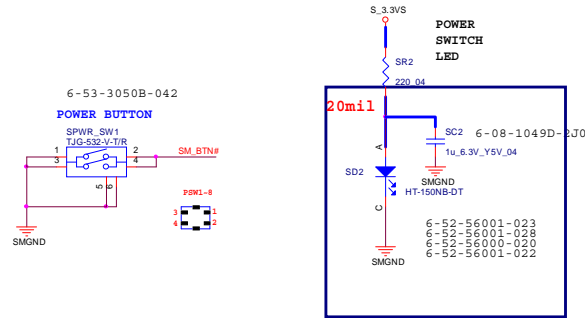 S_3.3VS
POWER
SWITCH
LED
SR2
220_04
6-53-3050B-042
POWER BUTTON
SPWR_SW1
TJG-532-V-T/R
1
3
2
4
5
6
SM_BTN#
SMGND
PSW1-8
3
1
4
2
20mil
SC2
6-08-1049D-2J0
1u_6.3V_Y5V_04
SMGND
A
SD2
HT-150NB-DT
C
SMGND
6-52-56001-023
6-52-56001-028
6-52-56000-020
6-52-56001-022